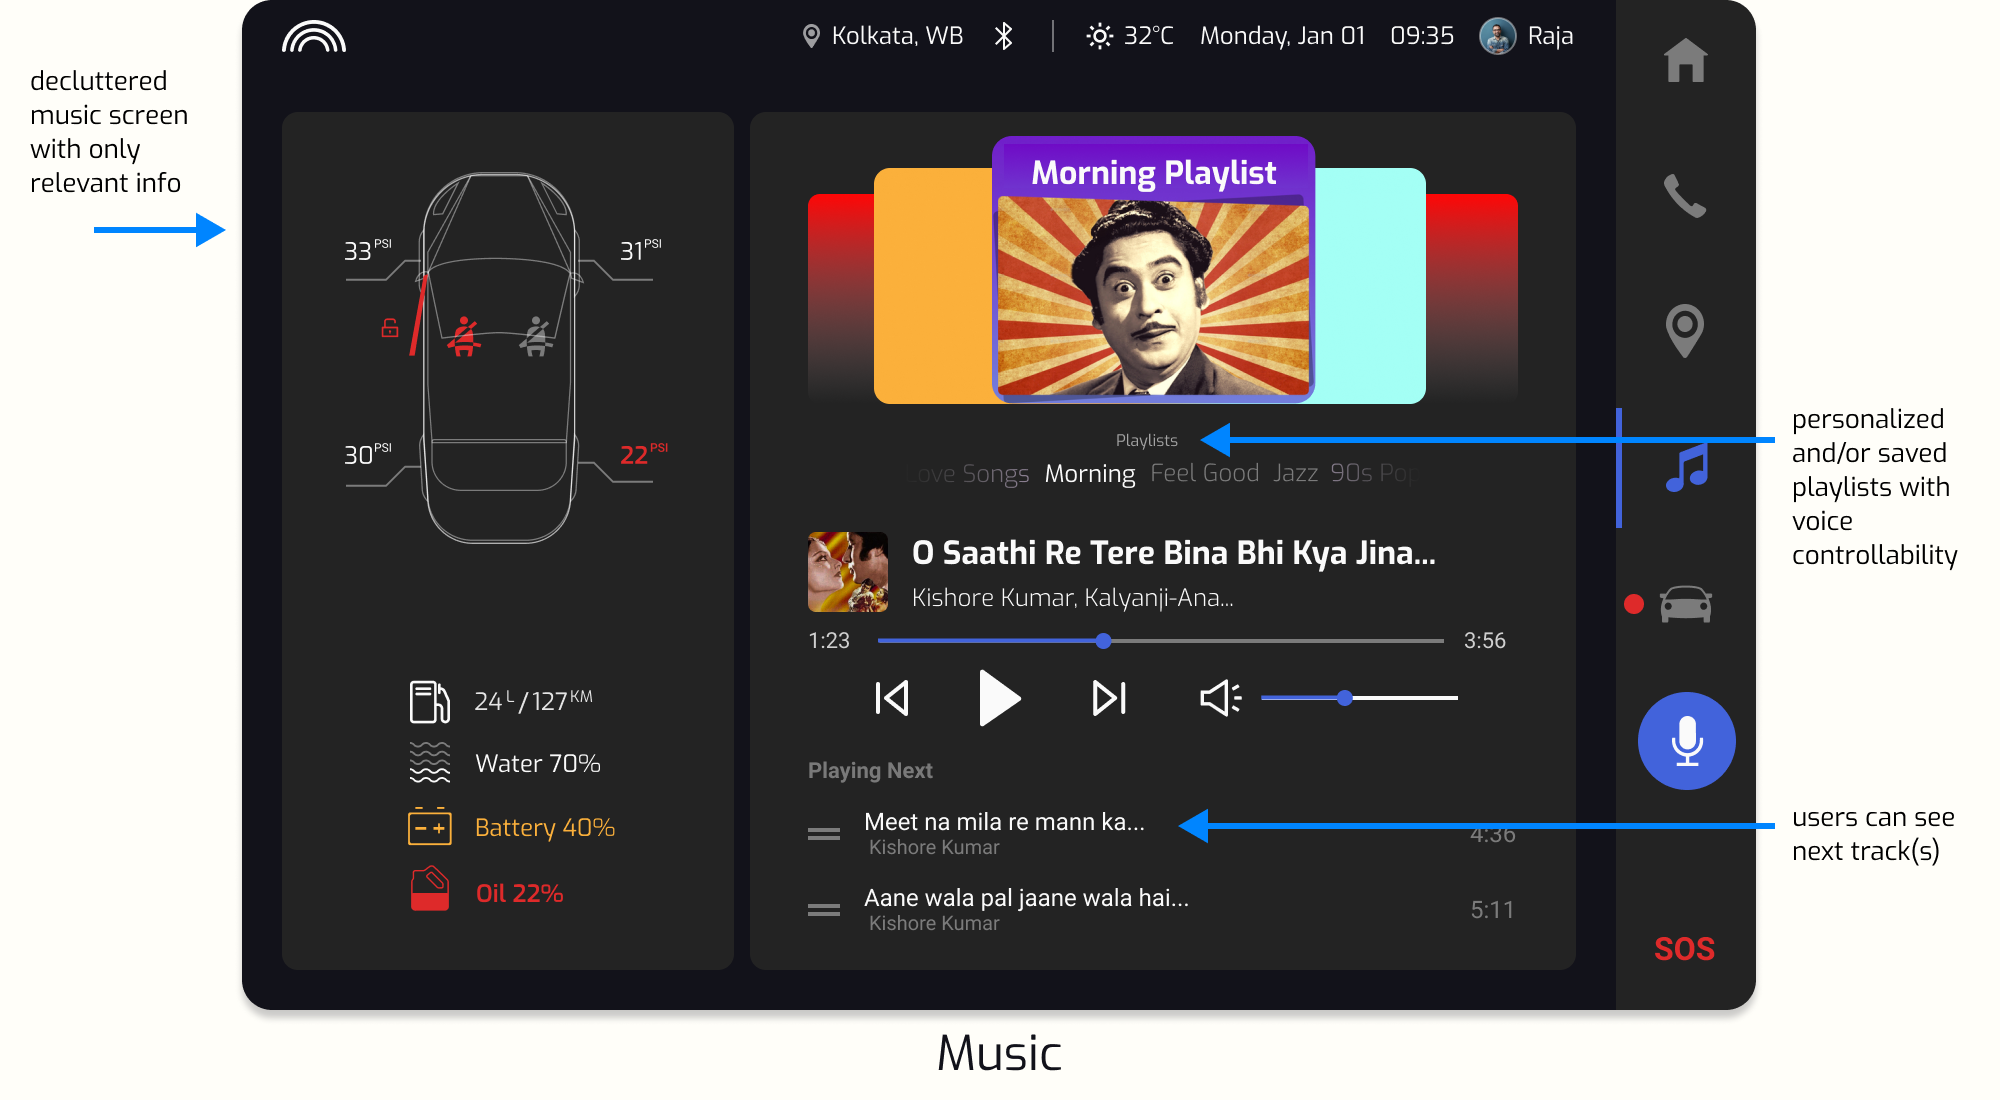 Kolkata, WB
32°C
Monday, Jan 01
09:35
Raja
decluttered
music screen
with only
relevant info
33 PSI
31 PSI
30 PSI
22 PSI
24 L / 127 KM
Water 70%
Battery 40%
Oil 22%
Morning Playlist
Playlists
ove Songs Morning Feel Good Jazz 90s Pop
O Saathi Re Tere Bina Bhi Kya Jina...
Kishore Kumar, Kalyanji-Ana...
1:23
3:56
Playing Next
Meet na mila re mann ka...
Kishore Kumar
4:36
Aane wala pal jaane wala hai...
Kishore Kumar
5:11
SOS
personalized
and/or saved
playlists with
voice
controllability
users can see
next track(s)
Music